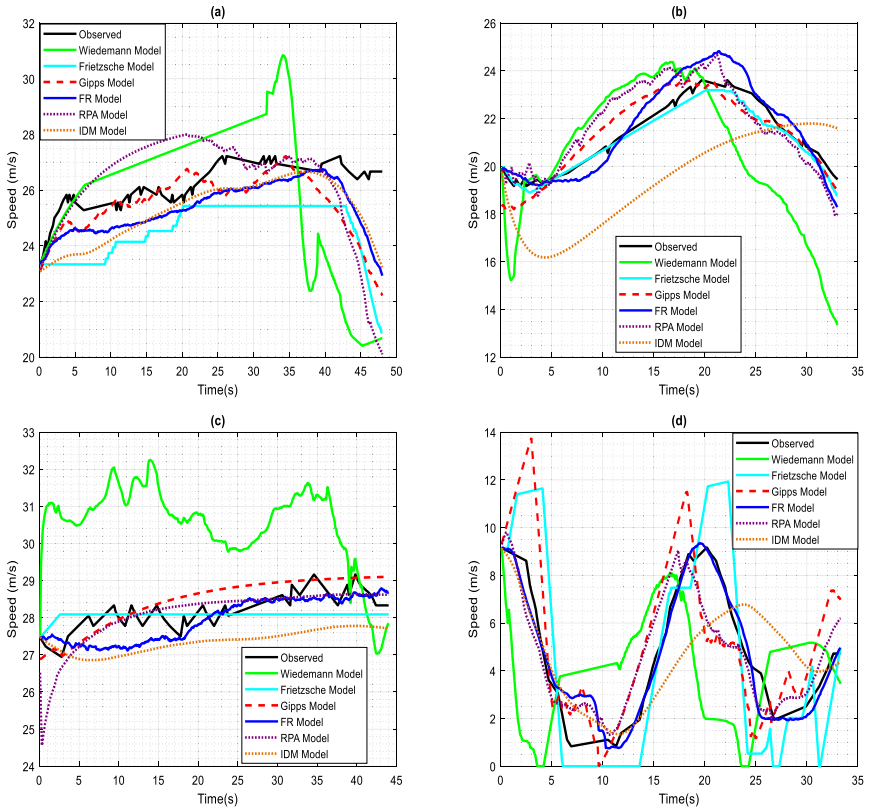 (a)
32
30
28
26
24
22
20
Speed (m/s)
Observed
Wiedemann Model
Frietzsche Model
Gipps Model
FR Model
RPA Model
IDM Model
0 5 10 15 20 25 30 35 40 45 50
Time(s)
(b)
26
24
22
20
18
16
14
12
Speed (m/s)
Observed
Wiedemann Model
Frietzsche Model
Gipps Model
FR Model
RPA Model
IDM Model
0 5 10 15 20 25 30 35
Time(s)
(c)
33
32
31
30
29
28
27
26
25
24
Speed (m/s)
Observed
Wiedemann Model
Frietzsche Model
Gipps Model
FR Model
RPA Model
IDM Model
0 5 10 15 20 25 30 35 40 45
Time(s)
(d)
14
12
10
8
6
4
2
0
Speed (m/s)
Observed
Wiedemann Model
Frietzsche Model
Gipps Model
FR Model
RPA Model
IDM Model
0 5 10 15 20 25 30 35
Time(s)